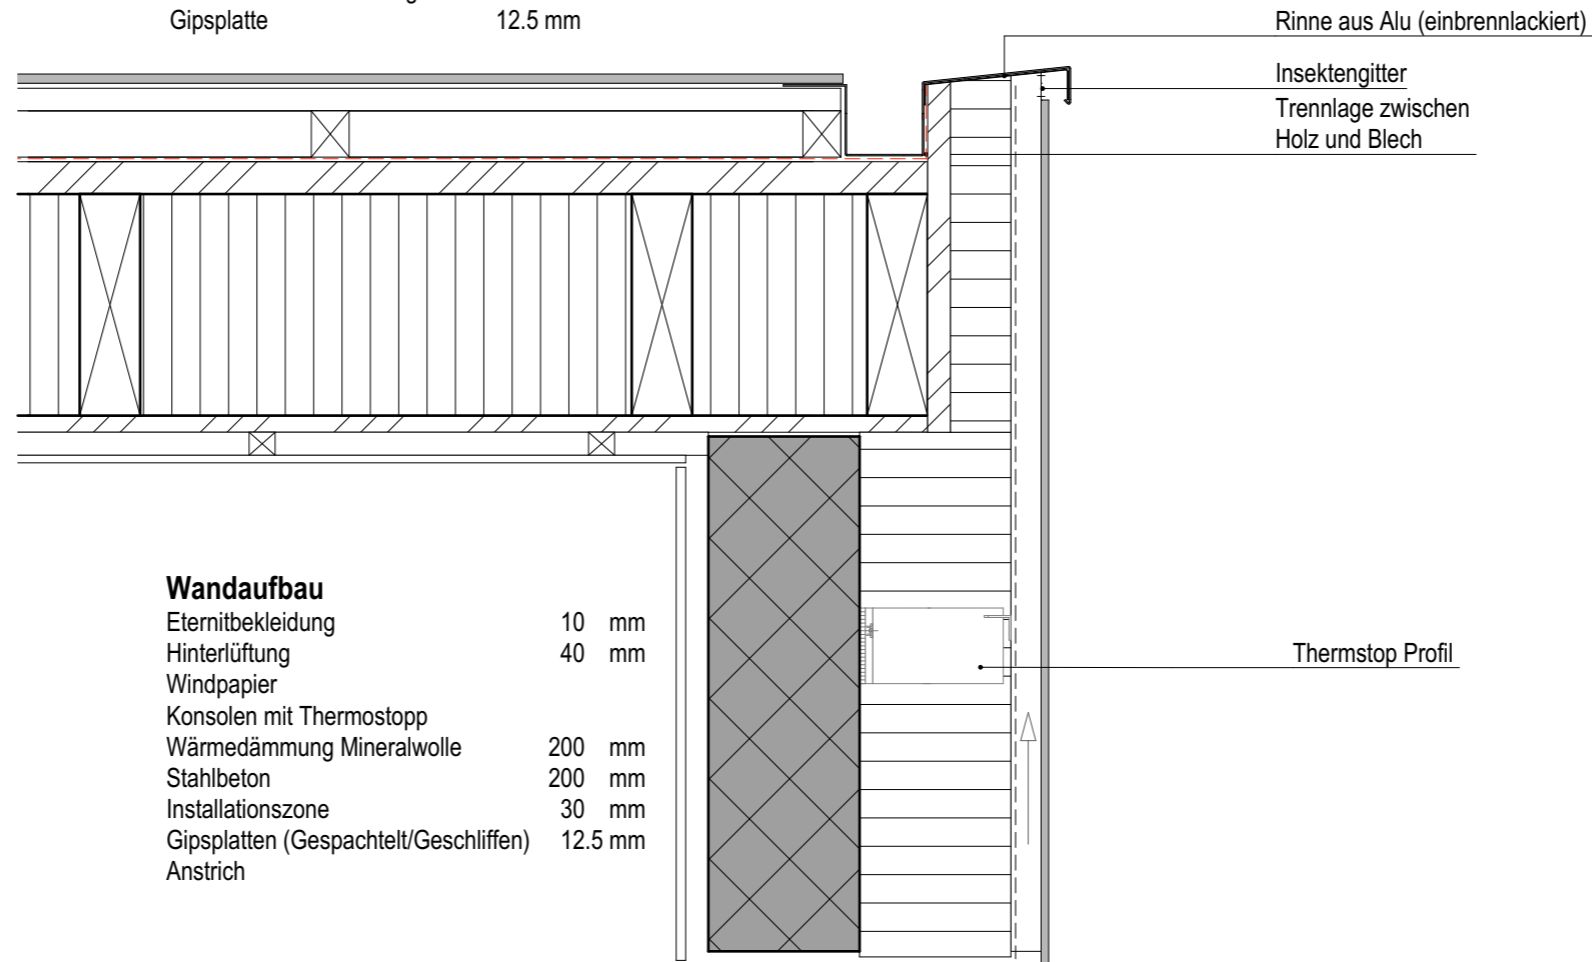 Gipsplatte 12.5 mm
Rinne aus Alu (einbrennlackiert)
Insektengitter
Trennlage zwischen
Holz und Blech
Wandaufbau
Eternitbekleidung 10 mm
Hinterlüftung 40 mm
Windpapier
Konsolen mit Thermostopp
Wärmedämmung Mineralwolle 200 mm
Stahlbeton 200 mm
Installationszone 30 mm
Gipsplatten (Gespachtelt/Geschliffen) 12.5 mm
Anstrich
Thermstop Profil